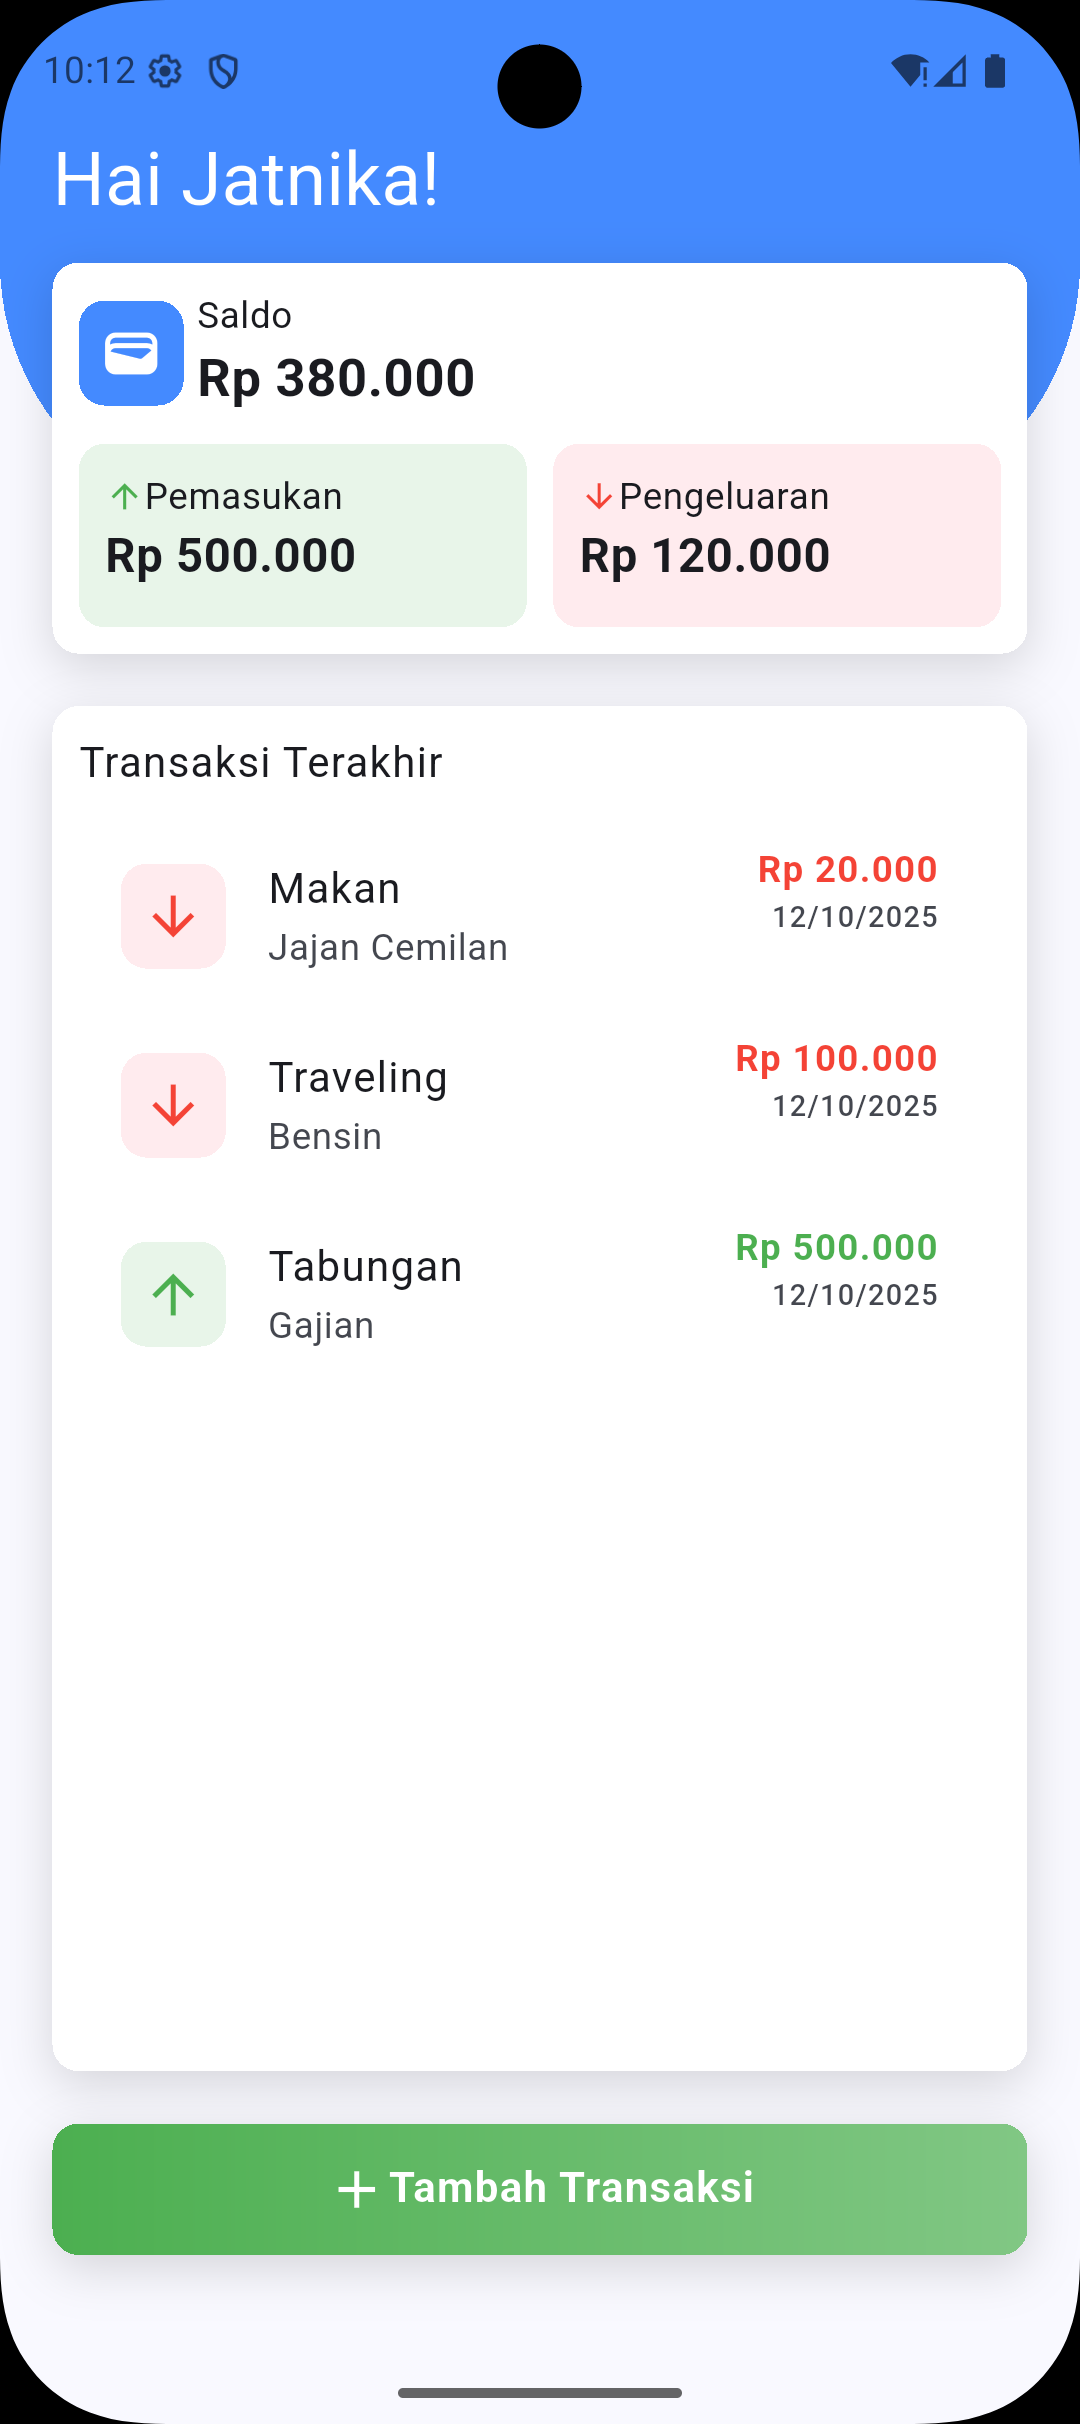 10:12
Hai Jatnika!
Saldo
Rp 380.000
Pemasukan
Rp 500.000
Pengeluaran
Rp 120.000
Transaksi Terakhir
Makan
Jajan Cemilan
Rp 20.000
12/10/2025
Traveling
Bensin
Rp 100.000
12/10/2025
Tabungan
Gajian
Rp 500.000
12/10/2025
Tambah Transaksi